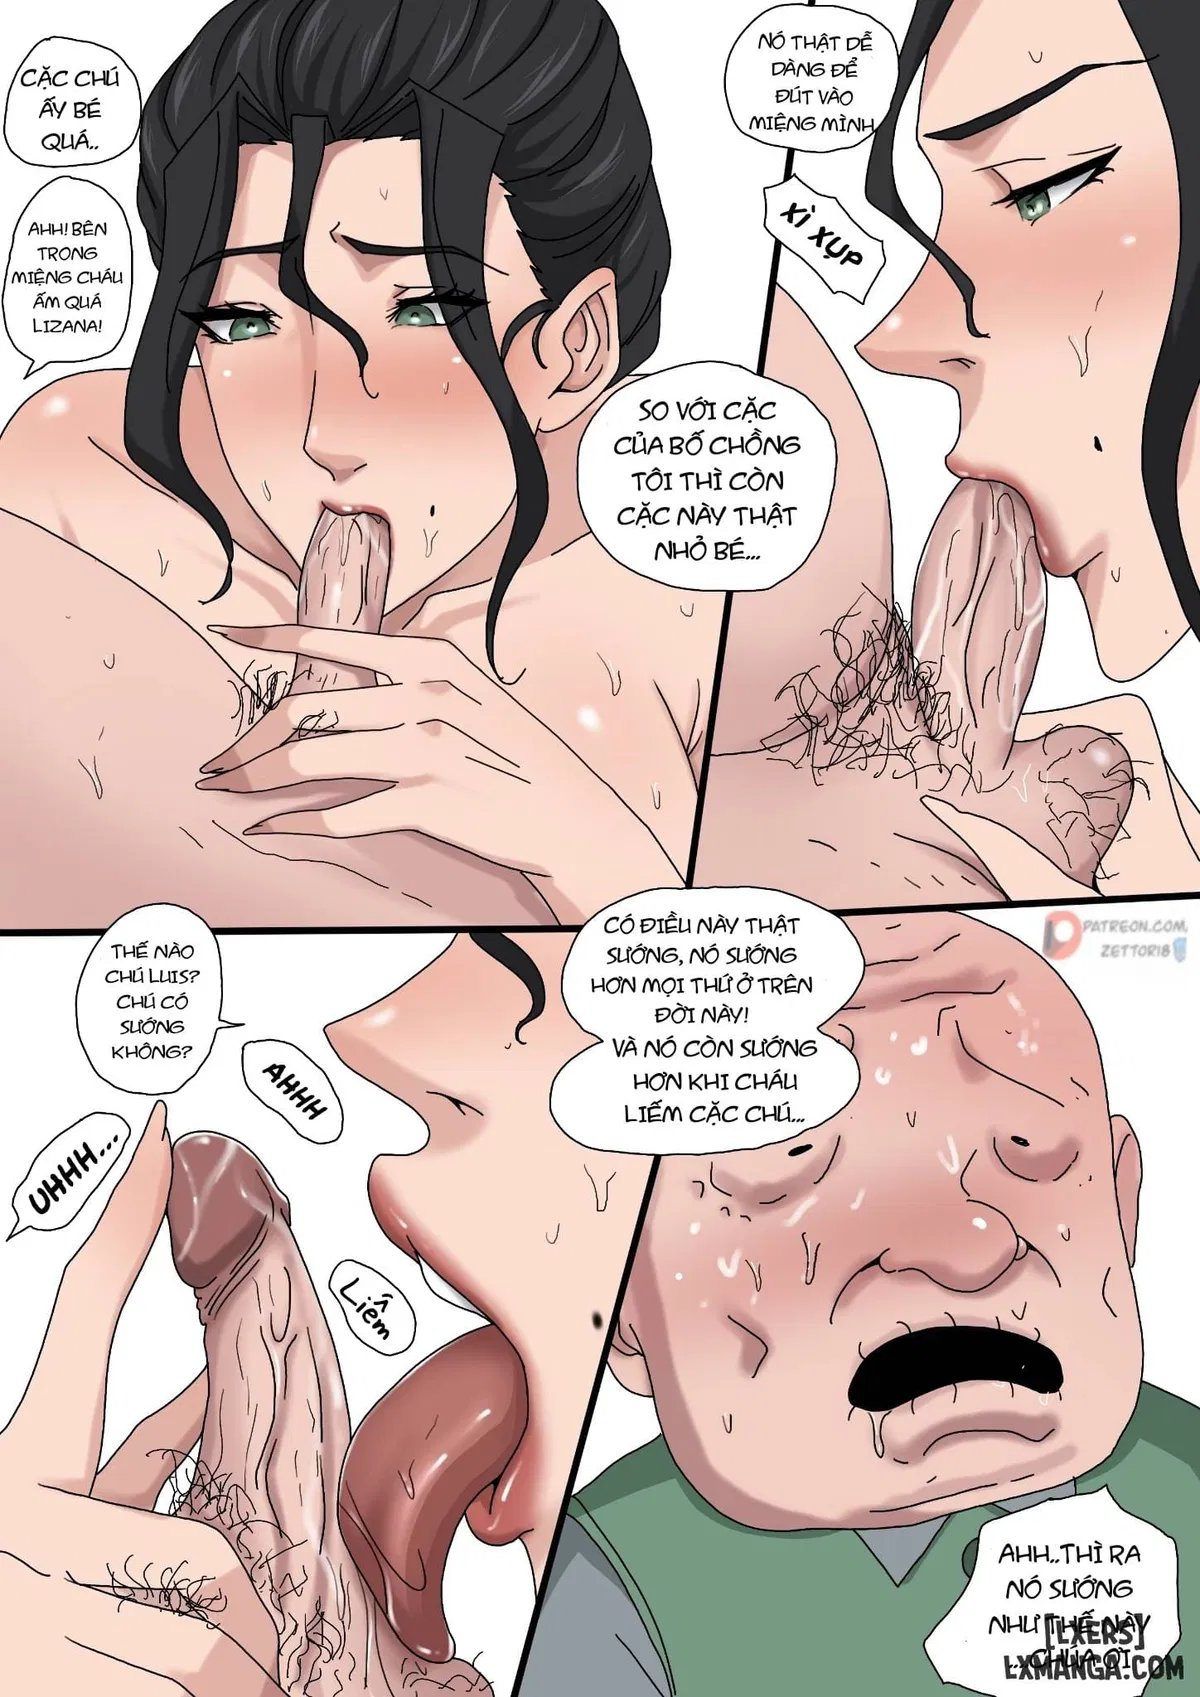 CẶC CHÚ
ẤY BÉ
QUÁ..
AHH! BÊN
TRONG
MIỆNG CHÁU
ẤM QUÁ
LIZANA!
NÓ THẬT DỄ
DÀNG ĐỂ
ĐÚT VÀO
MIỆNG MÌNH
XÌ XỤP
SO VỚI CẶC
CỦA BỐ CHỒNG
TÔI THÌ CÒN
CẶC NÀY THẬT
NHỎ BÉ...
THẾ NÀO
CHÚ LUIS?
CHÚ CÓ
SƯỚNG
KHÔNG?
AHHH
UHHH...
Liếm
CÓ ĐIỀU NÀY THẬT
SƯỚNG, NÓ SƯỚNG
HƠN MỌI THỨ Ở TRÊN
ĐỜI NÀY!
VÀ NÓ CÒN SƯỚNG
HƠN KHI CHÁU
LIẾM CẶC CHÚ...
PATREON.COM/
ZETTOR18
AHH..THÌ RA
NÓ SƯỚNG
NHƯ THẾ NÀY
...CHÚA ƠI
[LXERS]
LXMANGA.COM